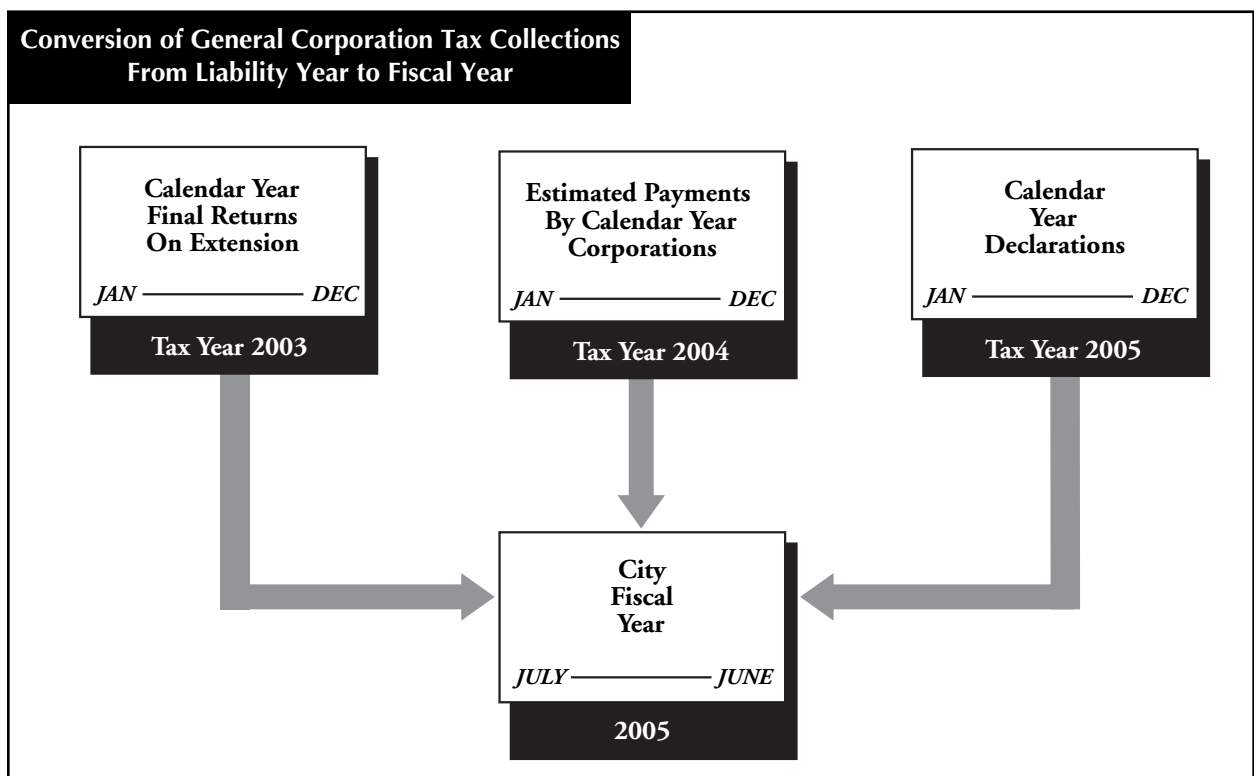 Conversion of General Corporation Tax Collections
From Liability Year to Fiscal Year
Calendar Year
Final Returns
On Extension
JAN DEC
Tax Year 2003
Estimated Payments
By Calendar Year
Corporations
JAN DEC
Tax Year 2004
Calendar
Year
Declarations
JAN DEC
Tax Year 2005
City
Fiscal
Year
JULY JUNE
2005